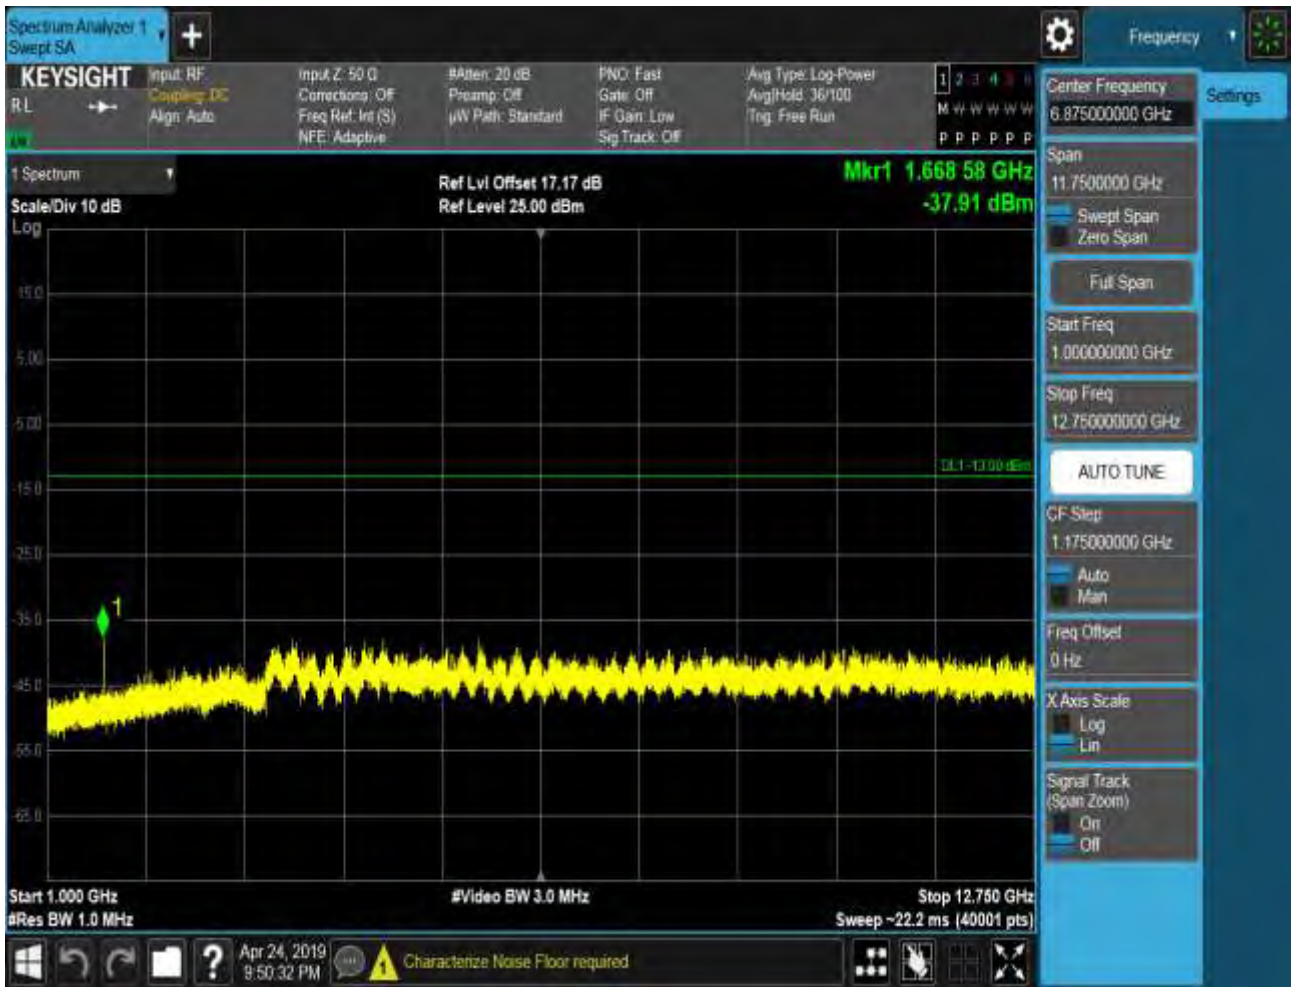 Spectrum Analyzer 1
Swept SA
Frequency
KEYSIGHT
RL
Input: RF
Coupling: DC
Align: Auto
Input Z: 50 Ω
Corrections: Off
Freq Ref: Int (S)
NFE: Adaptive
#Atten: 20 dB
Preamp: Off
µW Path: Standard
PNO: Fast
Gate: Off
IF Gain: Low
Sig Track: Off
Avg Type: Log-Power
Avg|Hold: 36/100
Trig: Free Run
1 2 3 4 5 6
M W W W W W
P P P P P P
Center Frequency
6.875000000 GHz
Settings
Span
11.7500000 GHz
Swept Span
Zero Span
Full Span
Start Freq
1.000000000 GHz
Stop Freq
12.750000000 GHz
AUTO TUNE
CF Step
1.175000000 GHz
Auto
Man
Freq Offset
0 Hz
X Axis Scale
Log
Lin
Signal Track
(Span Zoom)
On
Off
1 Spectrum
Scale/Div 10 dB
Log
Ref Lvl Offset 17.17 dB
Ref Level 25.00 dBm
Mkr1 1.668 58 GHz
-37.91 dBm
15.0
5.00
-5.00
DL1 -13.00 dBm
-15.0
-25.0
1
-35.0
-45.0
-55.0
-65.0
Start 1.000 GHz
#Video BW 3.0 MHz
Stop 12.750 GHz
#Res BW 1.0 MHz
Sweep ~22.2 ms (40001 pts)
Apr 24, 2019
9:50:32 PM
Characterize Noise Floor required